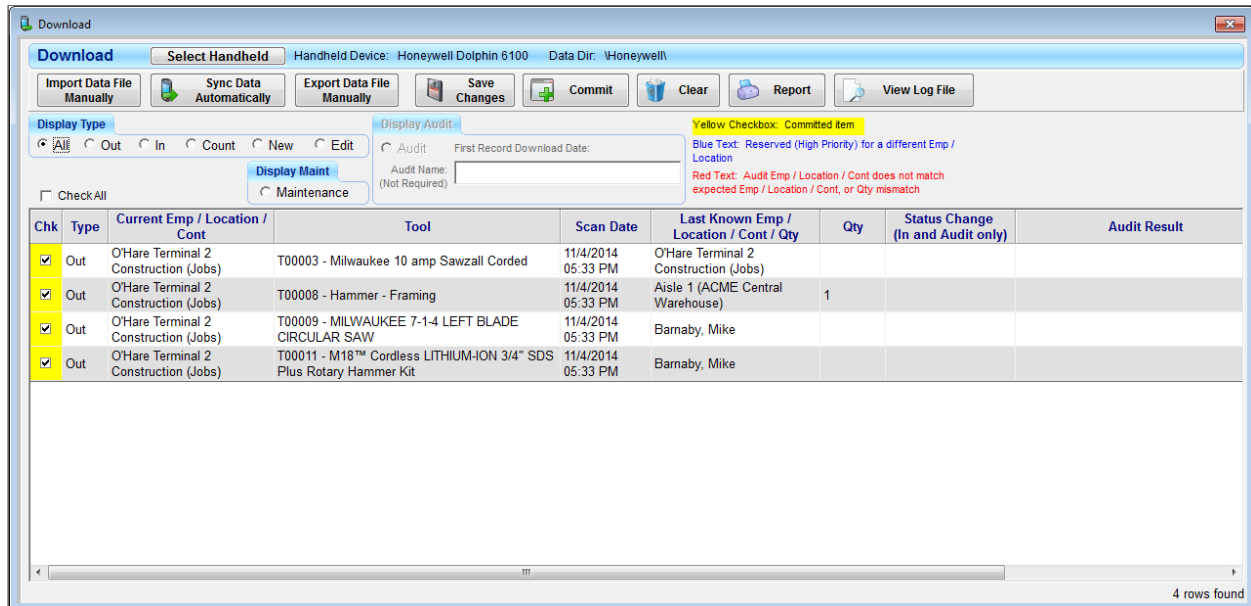 Download
Download
Select Handheld
Handheld Device: Honeywell Dolphin 6100
Data Dir: \Honeywell\
Import Data File
Manually
Sync Data
Automatically
Export Data File
Manually
Save
Changes
Commit
Clear
Report
View Log File
Display Type
All
Out
In
Count
New
Edit
Display Maint
Maintenance
Check All
Display Audit
Audit
First Record Download Date:
Audit Name:
(Not Required)
Yellow Checkbox: Committed item
Blue Text: Reserved (High Priority) for a different Emp /
Location
Red Text: Audit Emp / Location / Cont does not match
expected Emp / Location / Cont, or Qty mismatch
Chk
Type
Current Emp / Location /
Cont
Tool
Scan Date
Last Known Emp /
Location / Cont / Qty
Qty
Status Change
(In and Audit only)
Audit Result
Out
O'Hare Terminal 2
Construction (Jobs)
T00003 - Milwaukee 10 amp Sawzall Corded
11/4/2014
05:33 PM
O'Hare Terminal 2
Construction (Jobs)
Out
O'Hare Terminal 2
Construction (Jobs)
T00008 - Hammer - Framing
11/4/2014
05:33 PM
Aisle 1 (ACME Central
Warehouse)
1
Out
O'Hare Terminal 2
Construction (Jobs)
T00009 - MILWAUKEE 7-1-4 LEFT BLADE
CIRCULAR SAW
11/4/2014
05:33 PM
Barnaby, Mike
Out
O'Hare Terminal 2
Construction (Jobs)
T00011 - M18™ Cordless LITHIUM-ION 3/4" SDS
Plus Rotary Hammer Kit
11/4/2014
05:33 PM
Barnaby, Mike
4 rows found